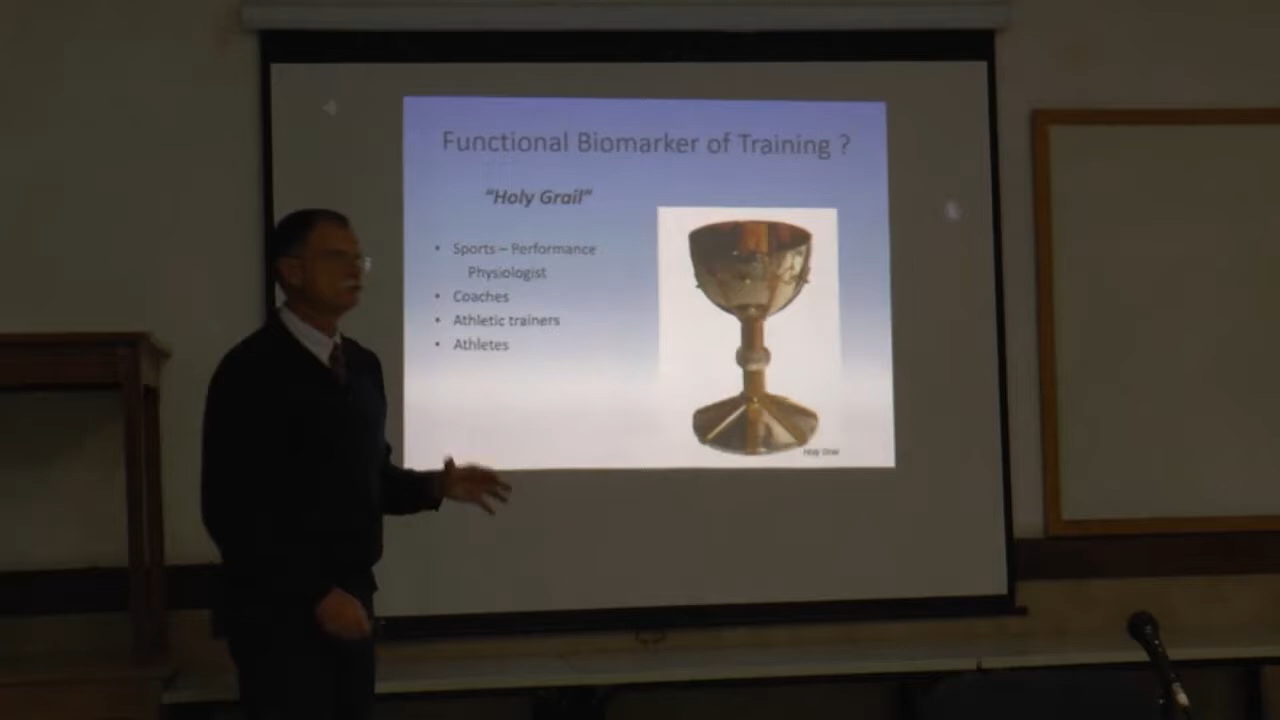 Functional Biomarker of Training ?
"Holy Grail"
• Sports – Performance
Physiologist
• Coaches
• Athletic trainers
• Athletes
Holy Grail